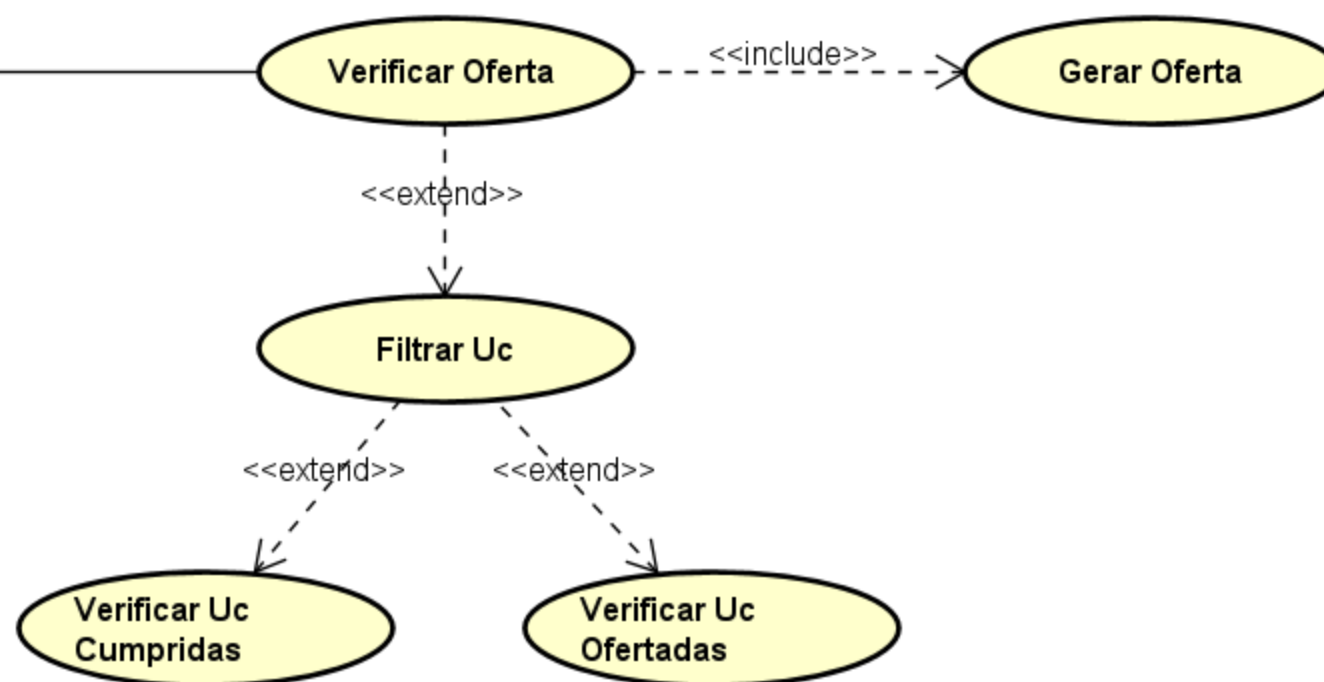 Verificar Oferta
<<include>>
Gerar Oferta
<<extend>>
Filtrar Uc
<<extend>>
<<extend>>
Verificar Uc
Cumpridas
Verificar Uc
Ofertadas